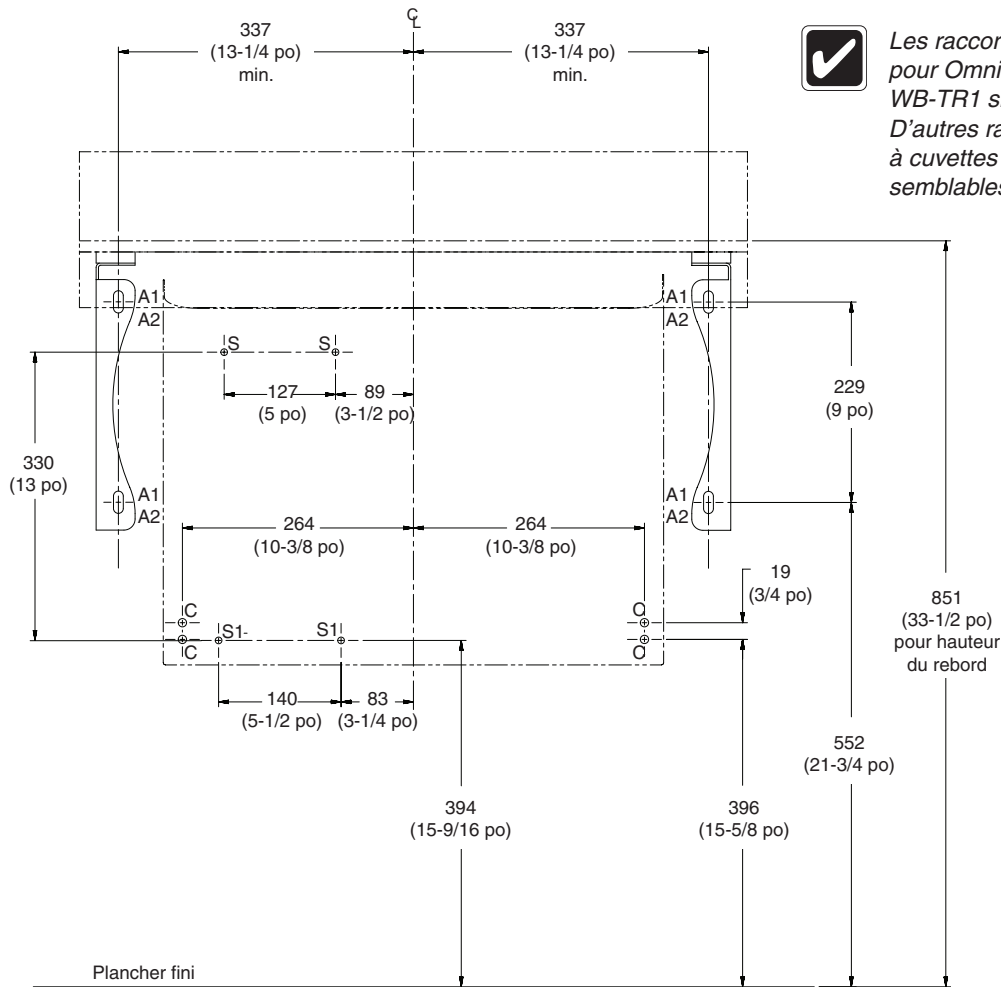 337
(13-1/4 po)
min.
℄
337
(13-1/4 po)
min.
Les raccor
pour Omni
WB-TR1 s
D'autres ra
à cuvettes
semblables
A1
A2
A1
A2
S
S
127
(5 po)
89
(3-1/2 po)
229
(9 po)
330
(13 po)
A1
A2
A1
A2
264
(10-3/8 po)
264
(10-3/8 po)
19
(3/4 po)
851
(33-1/2 po)
pour hauteur
du rebord
C
C
S1
S1
C
C
140
(5-1/2 po)
83
(3-1/4 po)
552
(21-3/4 po)
394
(15-9/16 po)
396
(15-5/8 po)
Plancher fini